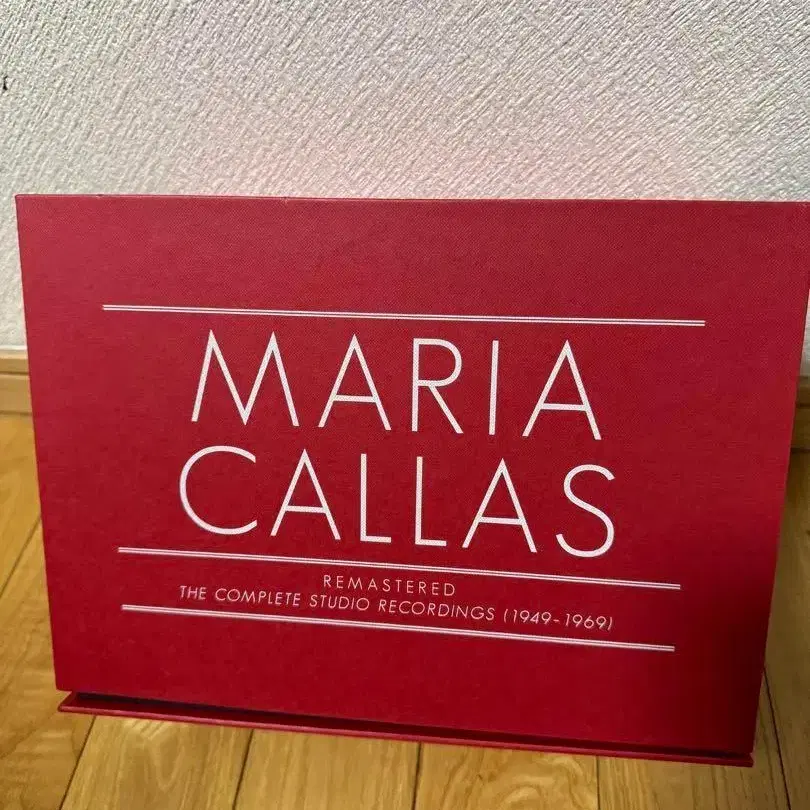 MARIA
CALLAS
REMASTERED
THE COMPLETE STUDIO RECORDINGS (1949-1969)